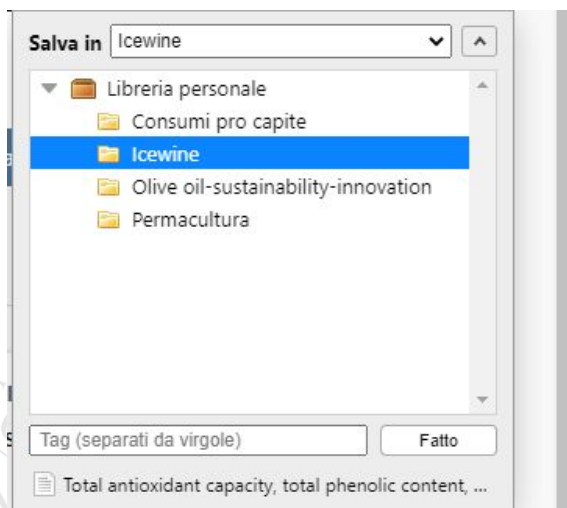 Salva in Icewine
Libreria personale
Consumi pro capite
Icewine
Olive oil-sustainability-innovation
Permacultura
Tag (separati da virgole) Fatto
Total antioxidant capacity, total phenolic content, ...